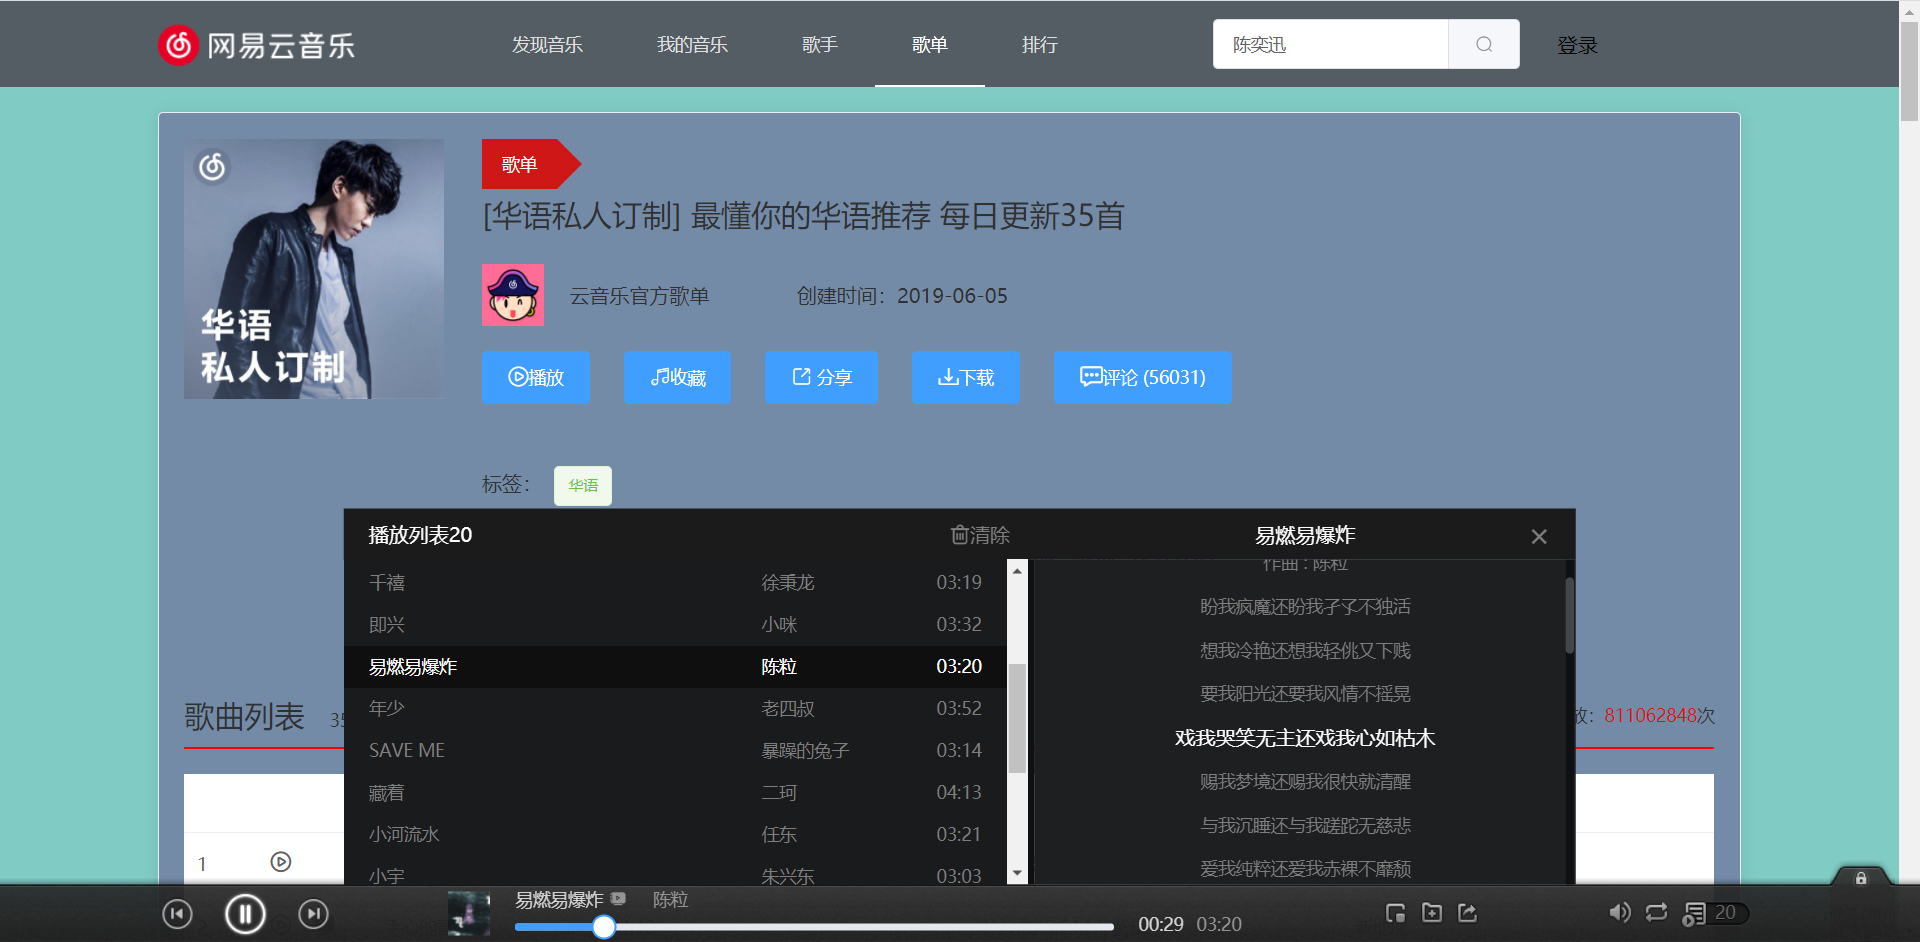 网易云音乐 发现音乐 我的音乐 歌手 歌单 排行 陈奕迅 登录
歌单
[华语私人订制] 最懂你的华语推荐 每日更新35首
华语
私人订制
云音乐官方歌单 创建时间：2019-06-05
播放 收藏 分享 下载 评论 (56031)
标签： 华语
歌曲列表 35
放：811062848次
1
播放列表20 清除
千禧 徐秉龙 03:19
即兴 小咪 03:32
易燃易爆炸 陈粒 03:20
年少 老四叔 03:52
SAVE ME 暴躁的兔子 03:14
藏着 二珂 04:13
小河流水 任东 03:21
小宇 朱兴东 03:03
易燃易爆炸
作曲 : 陈粒
盼我疯魔还盼我孑孓不独活
想我冷艳还想我轻佻又下贱
要我阳光还要我风情不摇晃
戏我哭笑无主还戏我心如枯木
赐我梦境还赐我很快就清醒
与我沉睡还与我蹉跎无慈悲
爱我纯粹还爱我赤裸不靡颓
易燃易爆炸 陈粒
00:29 03:20
20